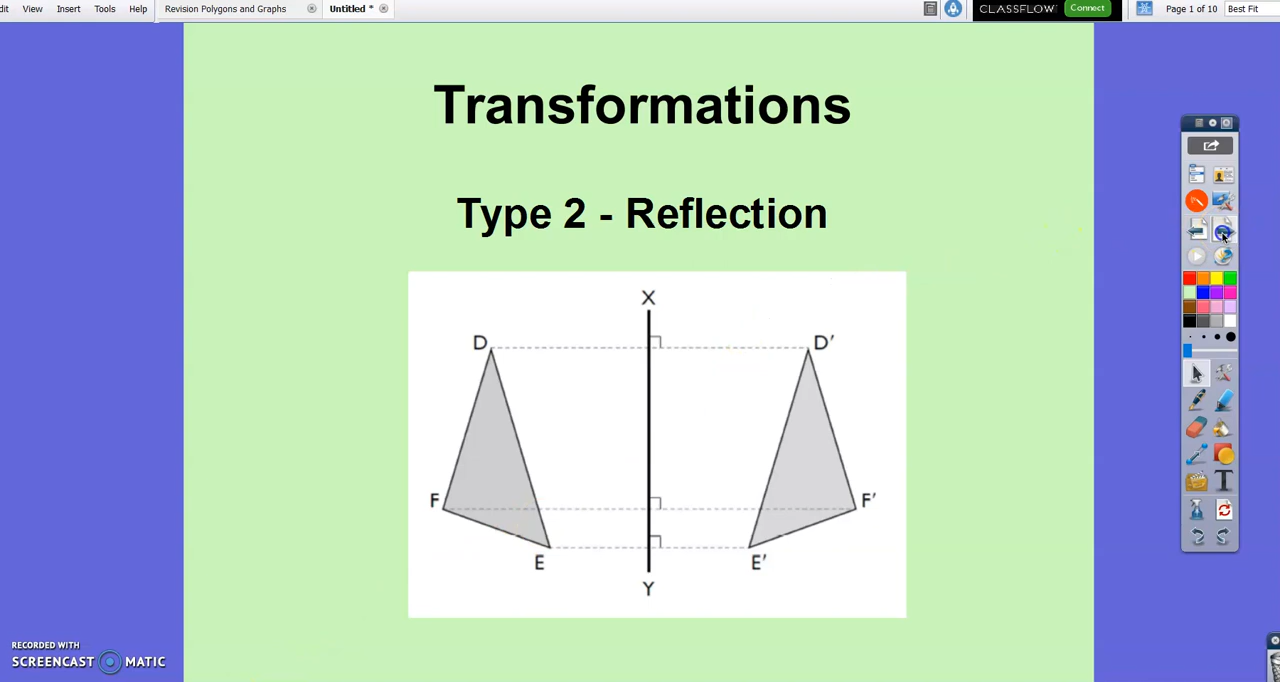 dit View Insert Tools Help Revision Polygons and Graphs Untitled * CLASSFLOW Connect Page 1 of 10 Best Fit
Transformations
Type 2 - Reflection
X
D D'
F F'
E E'
Y
T
RECORDED WITH
SCREENCAST MATIC